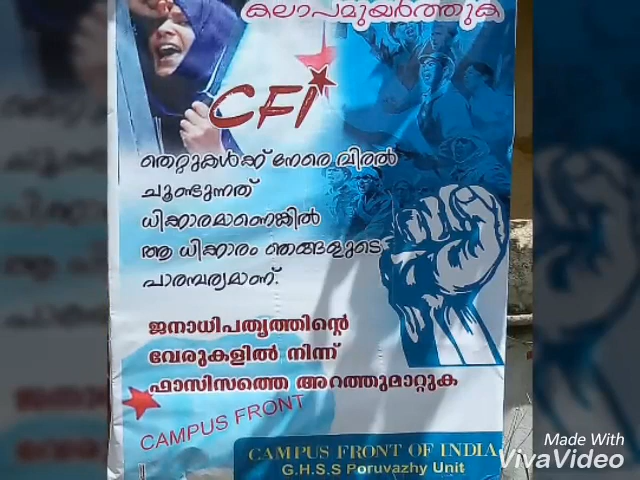 കലാപമുയർത്തുക
CFI
തെറ്റുകൾക്ക് നേരെ വിരൽ
ചൂണ്ടുന്നത്
ധിക്കാരമാണെങ്കിൽ
ആ ധിക്കാരം ഞങ്ങളുടെ
പാരമ്പര്യമാണ്.
ജനാധിപത്യത്തിന്റെ
വേരുകളിൽ നിന്ന്
ഫാസിസത്തെ അറത്തുമാറ്റുക
CAMPUS FRONT
CAMPUS FRONT OF INDIA
G.H.S.S Poruvazhy Unit
Made With
VivaVideo